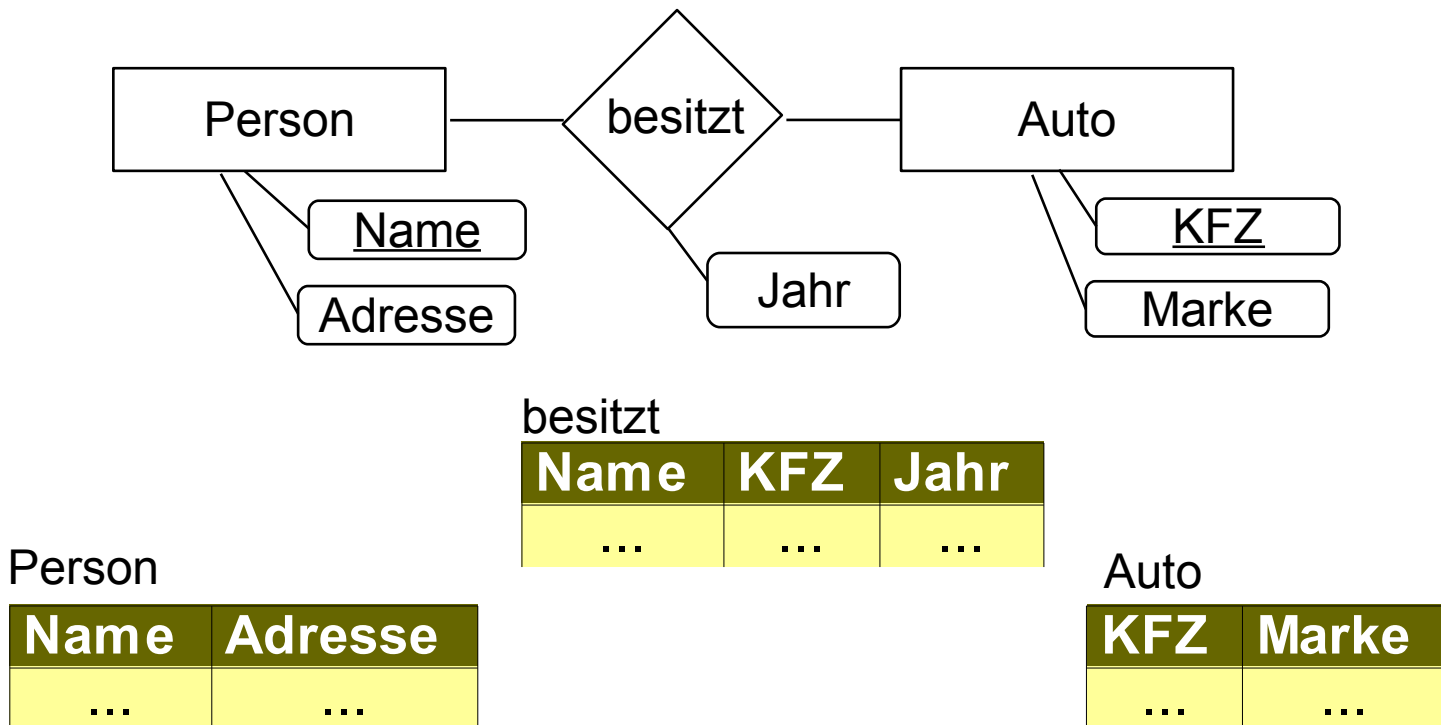 Person
besitzt
Auto
Name
KFZ
Adresse
Jahr
Marke
besitzt
Name KFZ Jahr
... ... ...
Person
Name Adresse
... ...
Auto
KFZ Marke
... ...